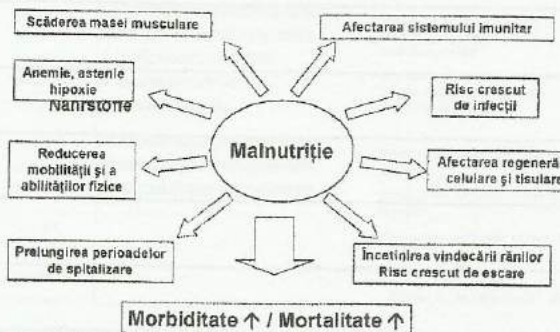 Scăderea masei musculare
Afectarea sistemului imunitar
Anemie, astenie
hipoxie
Nährstoffe
Risc crescut
de infecții
Malnutriție
Reducerea
mobilității și a
abilităților fizice
Afectarea regeneră
celulare și tisulare
Prelungirea perioadelor
de spitalizare
Încetinirea vindecării rănilor
Risc crescut de escare
Morbiditate ↑ / Mortalitate ↑